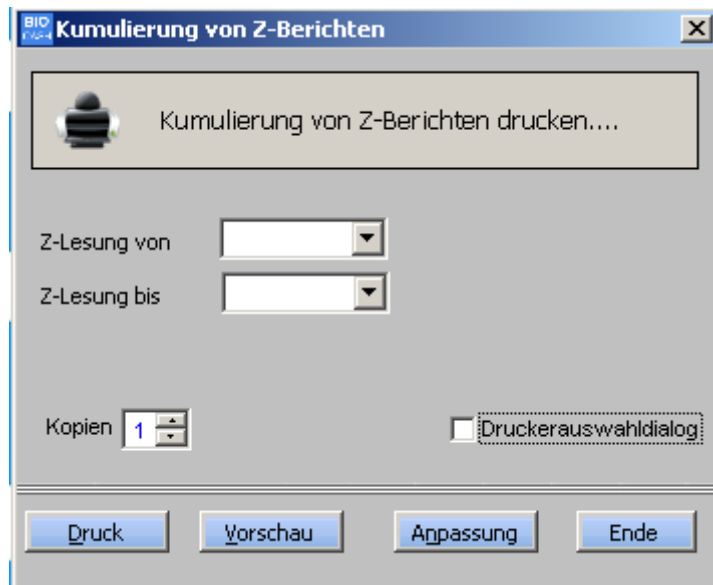 BIO
CASH
Kumulierung von Z-Berichten
Kumulierung von Z-Berichten drucken....
Z-Lesung von
Z-Lesung bis
Kopien 1 Druckerauswahldialog
Druck Vorschau Anpassung Ende